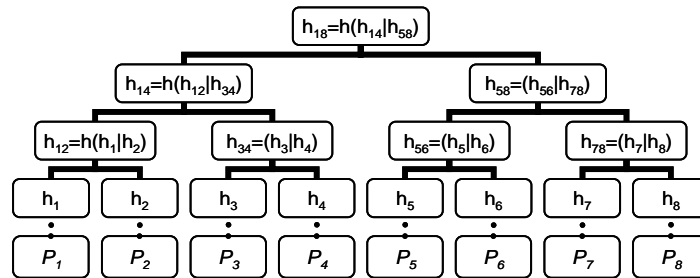 h18=h(h14|h58)
h14=h(h12|h34) h58=(h56|h78)
h12=h(h1|h2) h34=(h3|h4) h56=(h5|h6) h78=(h7|h8)
h1 h2 h3 h4 h5 h6 h7 h8
P1 P2 P3 P4 P5 P6 P7 P8